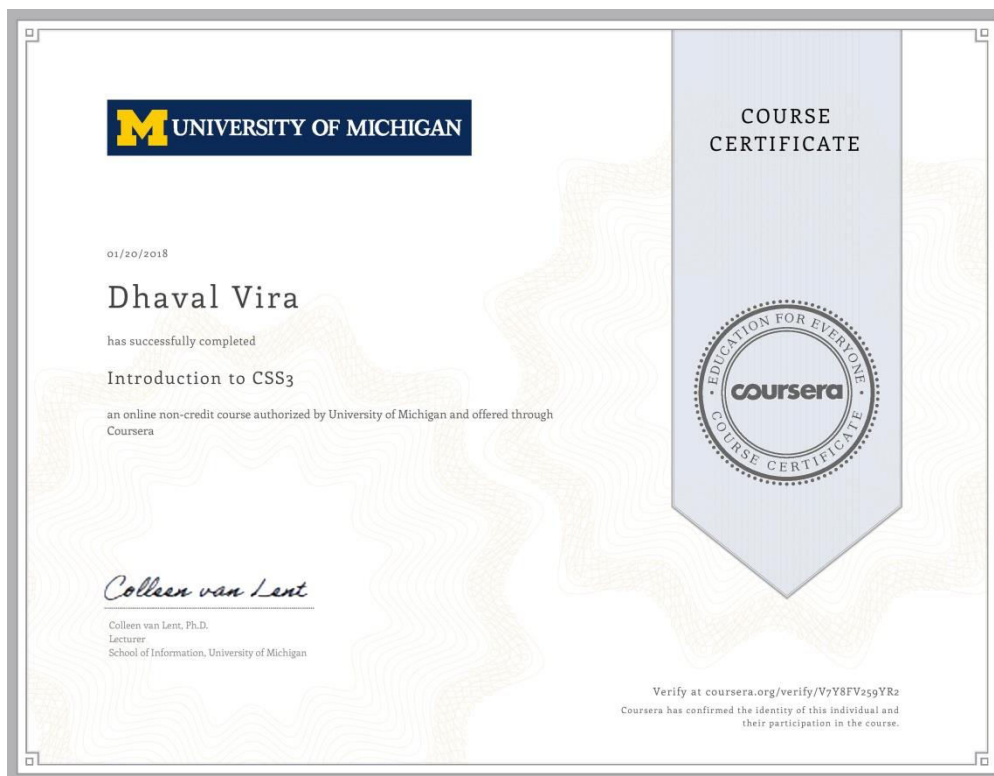 M UNIVERSITY OF MICHIGAN
COURSE
CERTIFICATE
01/20/2018
Dhaval Vira
has successfully completed
Introduction to CSS3
an online non-credit course authorized by University of Michigan and offered through
Coursera
EDUCATION FOR EVERYONE
coursera
COURSE CERTIFICATE
Colleen van Lent
Colleen van Lent, Ph.D.
Lecturer
School of Information, University of Michigan
Verify at coursera.org/verify/V7Y8FV259YR2
Coursera has confirmed the identity of this individual and
their participation in the course.